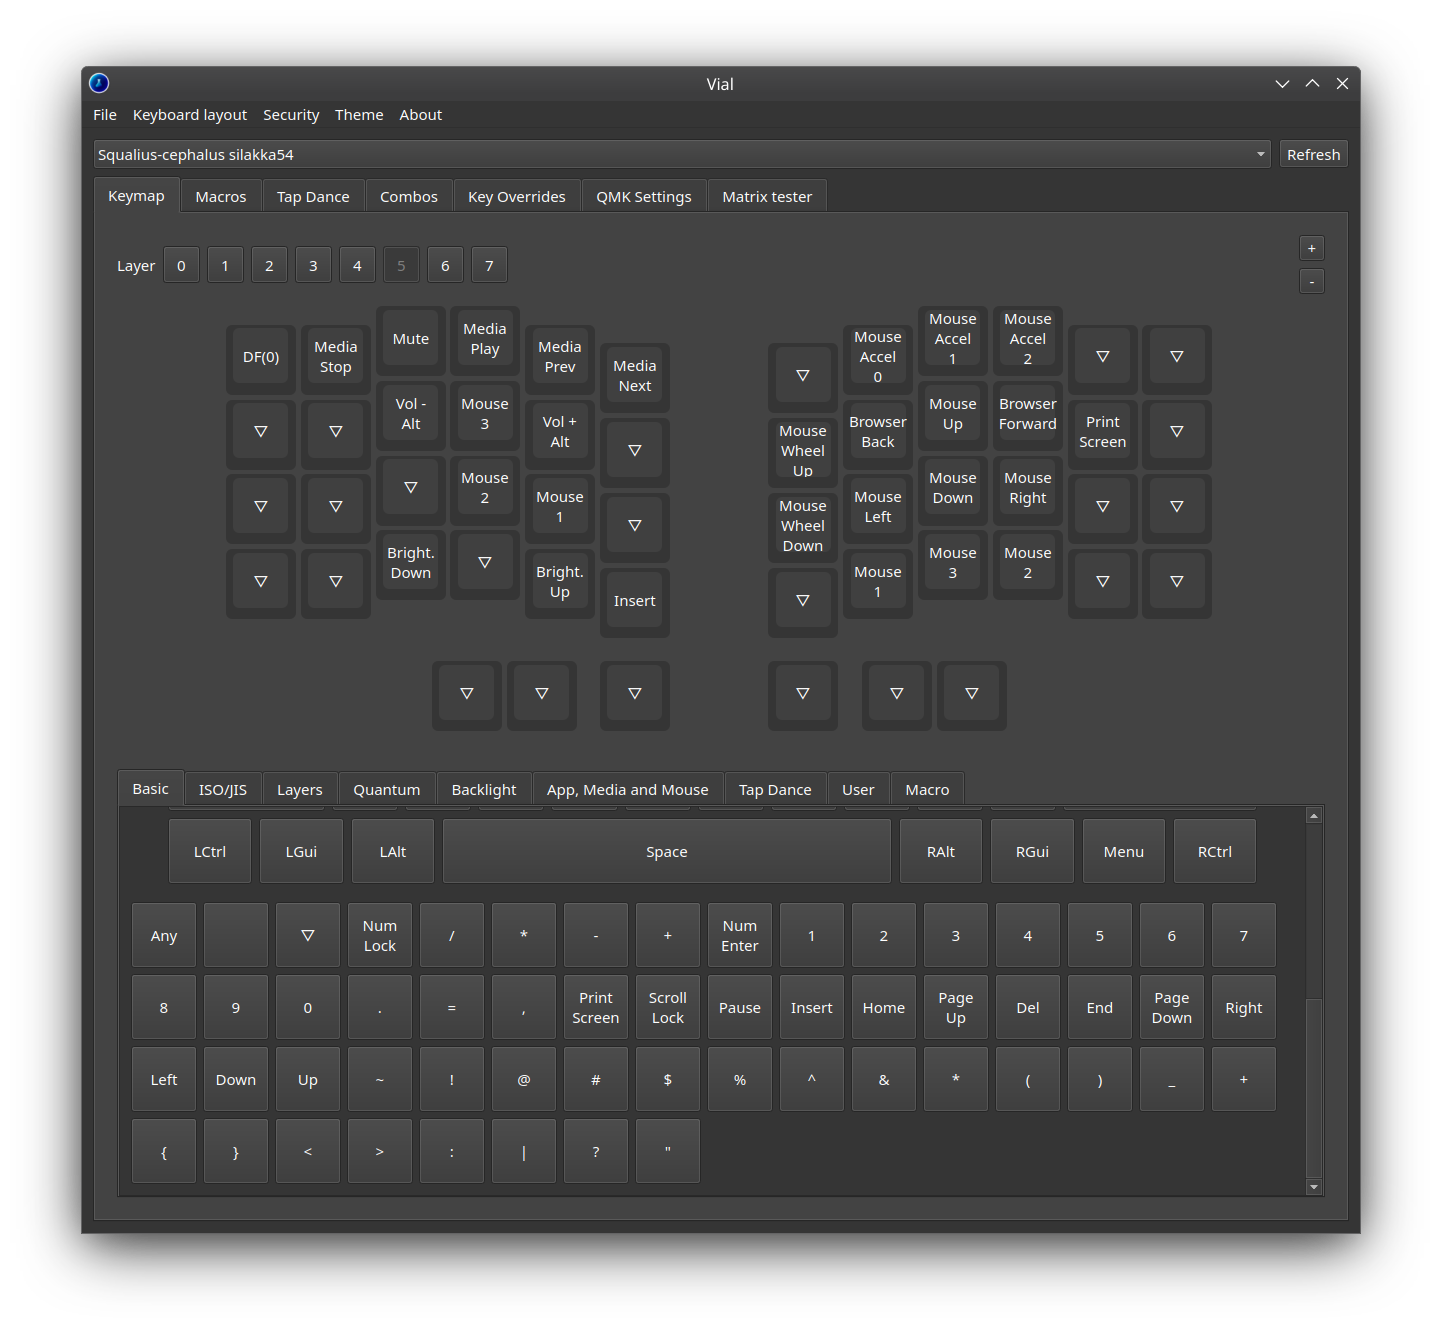 Vial
File Keyboard layout Security Theme About
Squalius-cephalus silakka54 Refresh
Keymap Macros Tap Dance Combos Key Overrides QMK Settings Matrix tester
+
Layer 0 1 2 3 4 5 6 7
-
DF(0) Media Stop Mute Media Play Media Prev Media Next ▽ Mouse Accel 0 Mouse Accel 1 Mouse Accel 2 ▽ ▽
▽ ▽ Vol - Alt Mouse 3 Vol + Alt ▽ Mouse Wheel Up Browser Back Mouse Up Browser Forward Print Screen ▽
▽ ▽ ▽ Mouse 2 Mouse 1 ▽ Mouse Wheel Down Mouse Left Mouse Down Mouse Right ▽ ▽
▽ ▽ Bright. Down ▽ Bright. Up Insert ▽ Mouse 1 Mouse 3 Mouse 2 ▽ ▽
▽ ▽ ▽ ▽ ▽ ▽
Basic ISO/JIS Layers Quantum Backlight App, Media and Mouse Tap Dance User Macro
LCtrl LGui LAlt Space RAlt RGui Menu RCtrl
Any ▽ Num Lock / * - + Num Enter 1 2 3 4 5 6 7
8 9 0 . = , Print Screen Scroll Lock Pause Insert Home Page Up Del End Page Down Right
Left Down Up ~ ! @ # $ % ^ & * ( ) _ +
{ } < > : | ? "